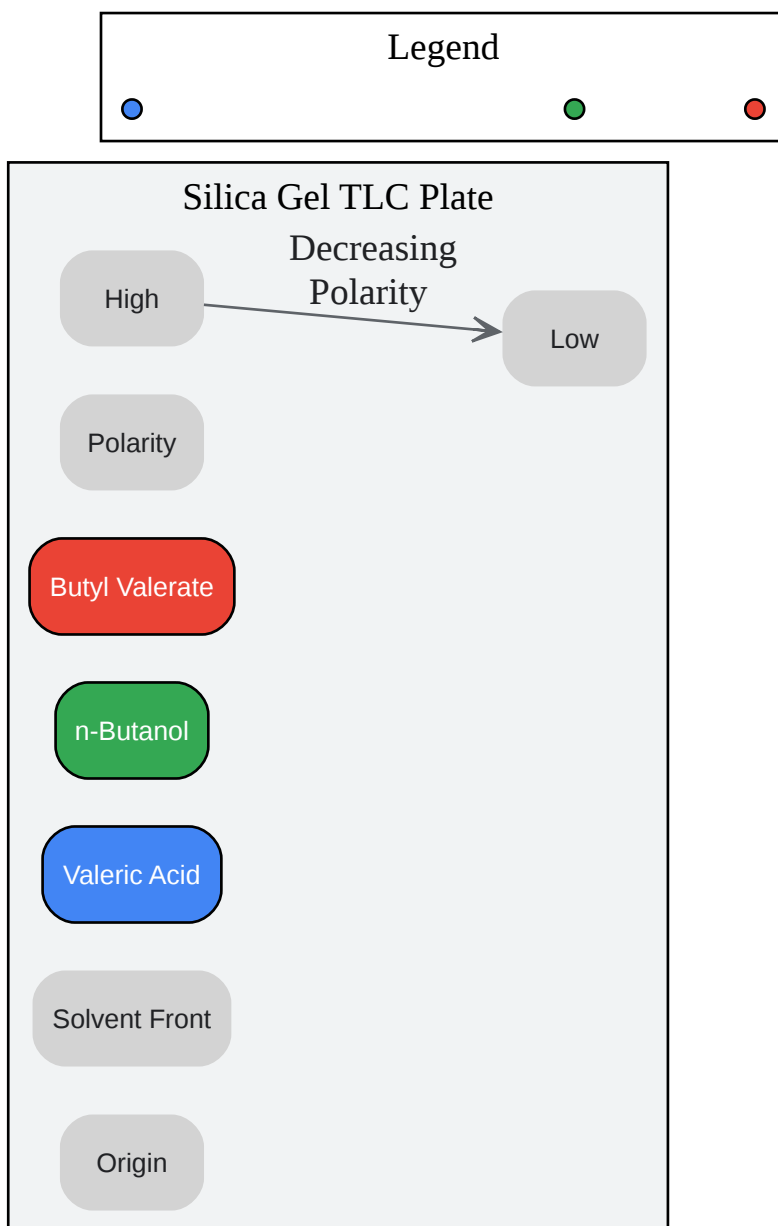 Legend
Silica Gel TLC Plate
Decreasing
Polarity
High
Low
Polarity
Butyl Valerate
n-Butanol
Valeric Acid
Solvent Front
Origin